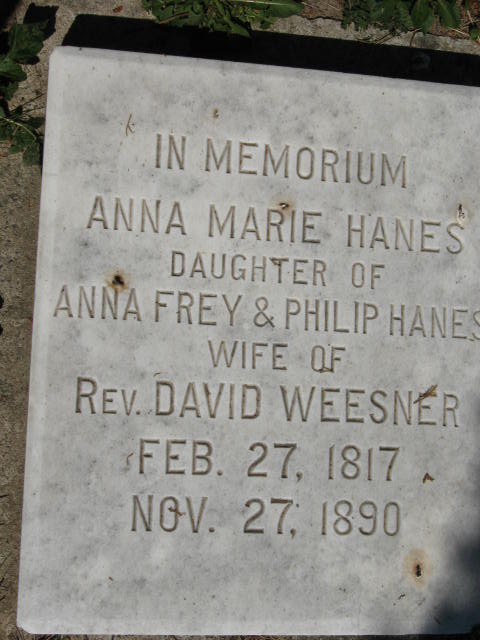 IN MEMORIUM
ANNA MARIE HANES
DAUGHTER OF
ANNA FREY & PHILIP HANES
WIFE OF
REV. DAVID WEESNER
FEB. 27, 1817
NOV. 27, 1890